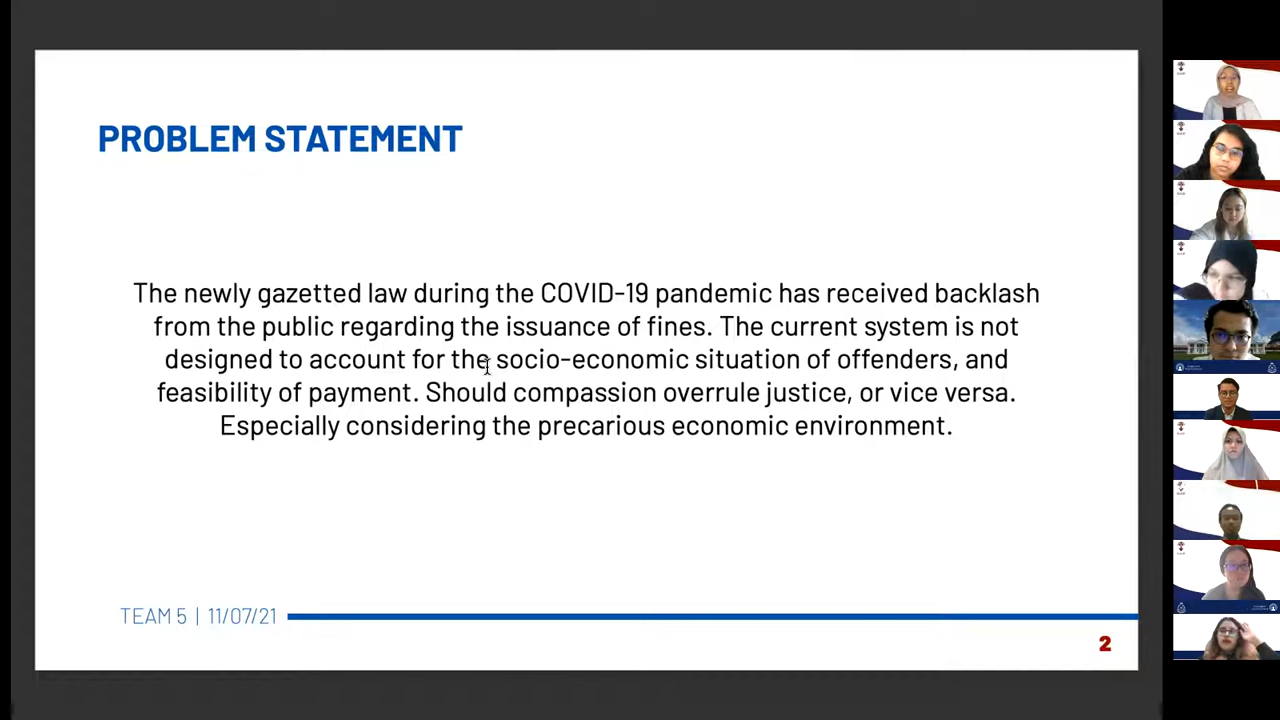 PROBLEM STATEMENT
The newly gazetted law during the COVID-19 pandemic has received backlash
from the public regarding the issuance of fines. The current system is not
designed to account for the socio-economic situation of offenders, and
feasibility of payment. Should compassion overrule justice, or vice versa.
Especially considering the precarious economic environment.
TEAM 5 | 11/07/21
2